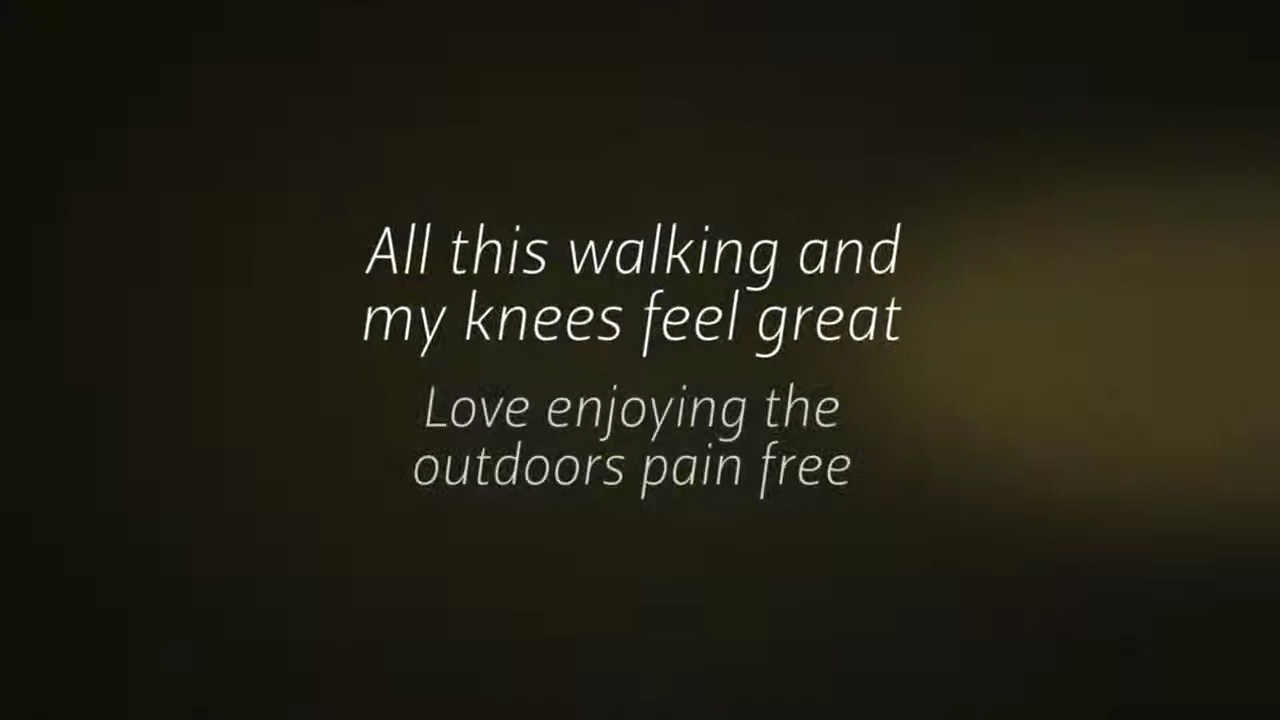 All this walking and
my knees feel great
Love enjoying the
outdoors pain free